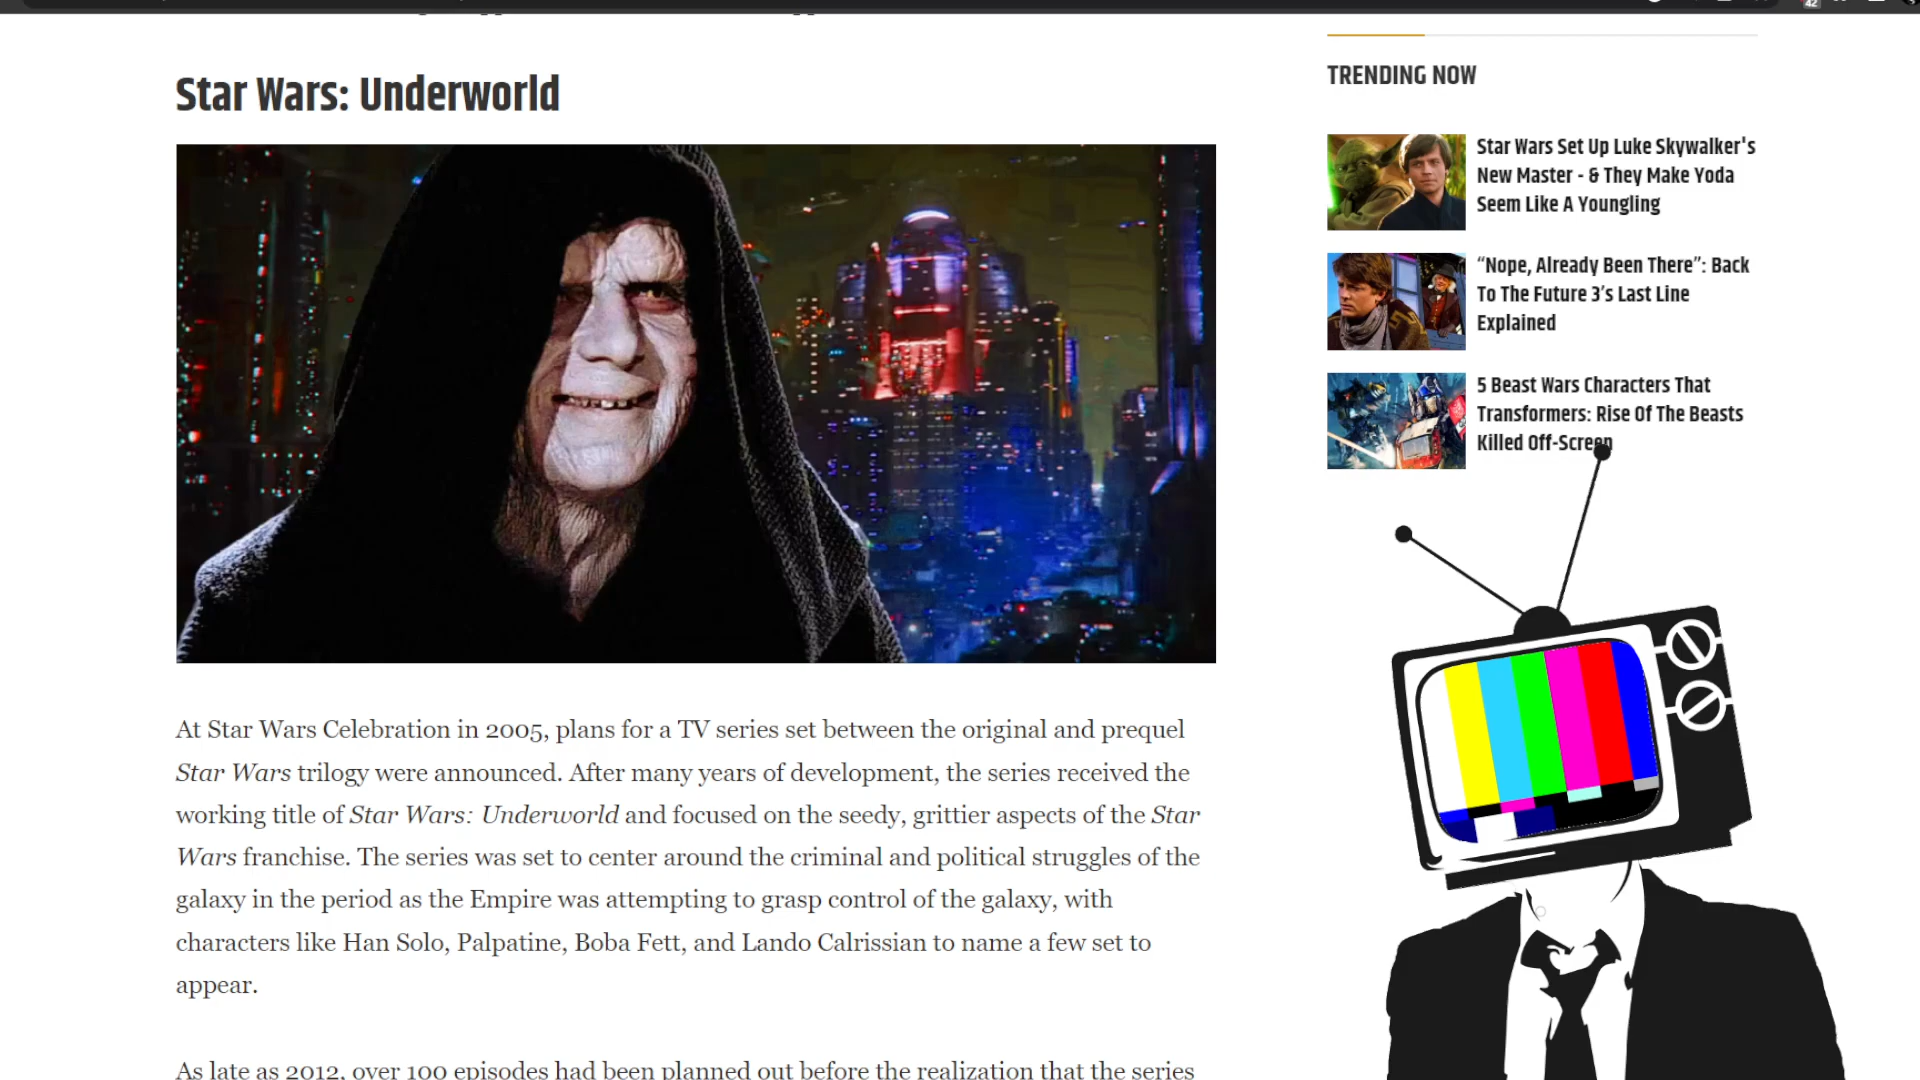 42
Star Wars: Underworld
At Star Wars Celebration in 2005, plans for a TV series set between the original and prequel
Star Wars trilogy were announced. After many years of development, the series received the
working title of Star Wars: Underworld and focused on the seedy, grittier aspects of the Star
Wars franchise. The series was set to center around the criminal and political struggles of the
galaxy in the period as the Empire was attempting to grasp control of the galaxy, with
characters like Han Solo, Palpatine, Boba Fett, and Lando Calrissian to name a few set to
appear.
As late as 2012, over 100 episodes had been planned out before the realization that the series
TRENDING NOW
Star Wars Set Up Luke Skywalker's
New Master - & They Make Yoda
Seem Like A Youngling
“Nope, Already Been There”: Back
To The Future 3’s Last Line
Explained
5 Beast Wars Characters That
Transformers: Rise Of The Beasts
Killed Off-Screen